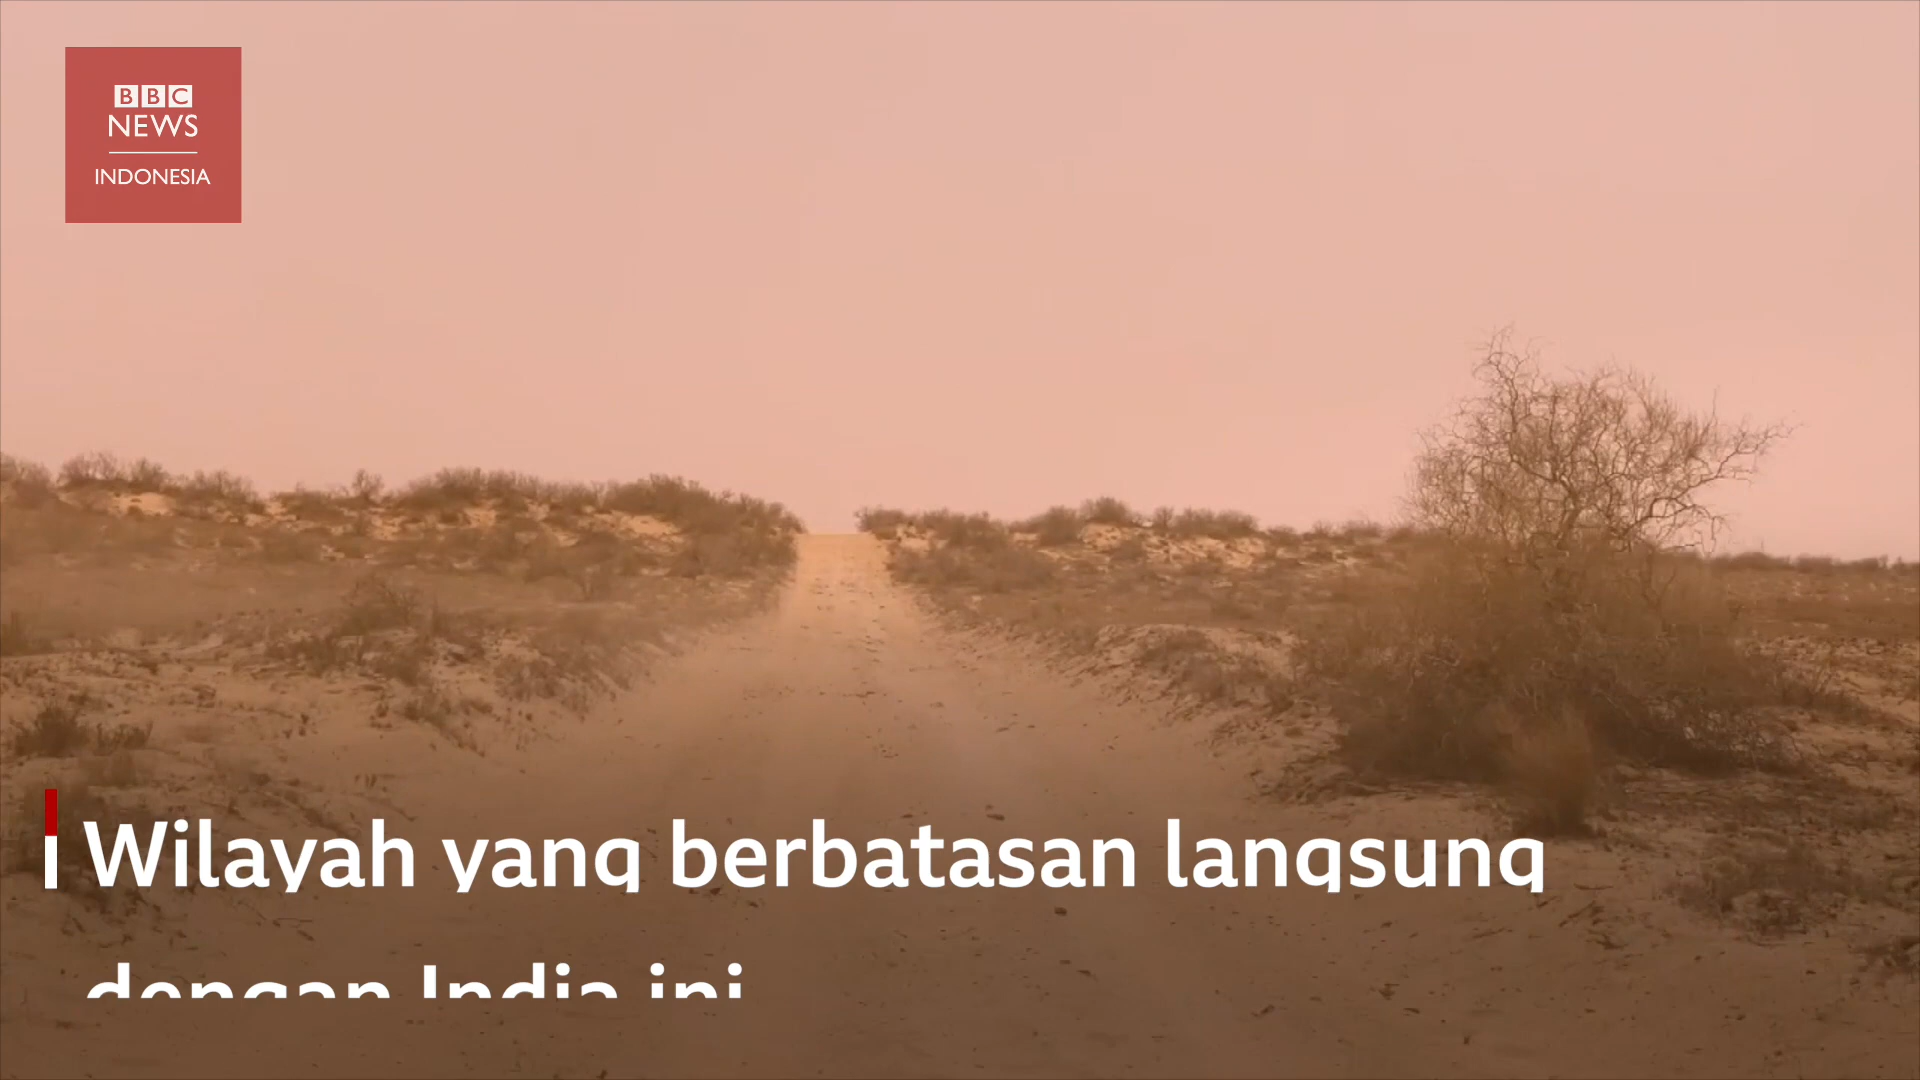 BBC
NEWS
INDONESIA
Wilayah yang berbatasan langsung
dengan India ini